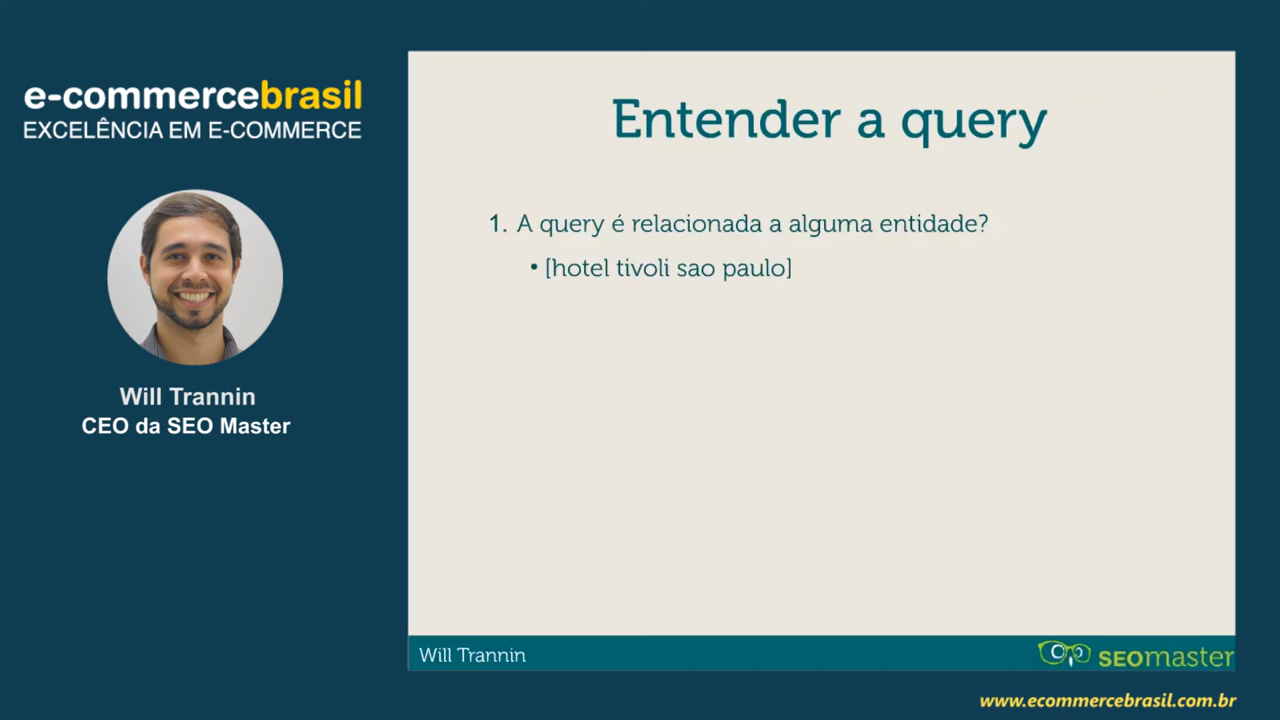 e-commercebrasil
EXCELÊNCIA EM E-COMMERCE
Will Trannin
CEO da SEO Master
Entender a query
1. A query é relacionada a alguma entidade?
• [hotel tivoli sao paulo]
Will Trannin
SEOmaster
www.ecommercebrasil.com.br